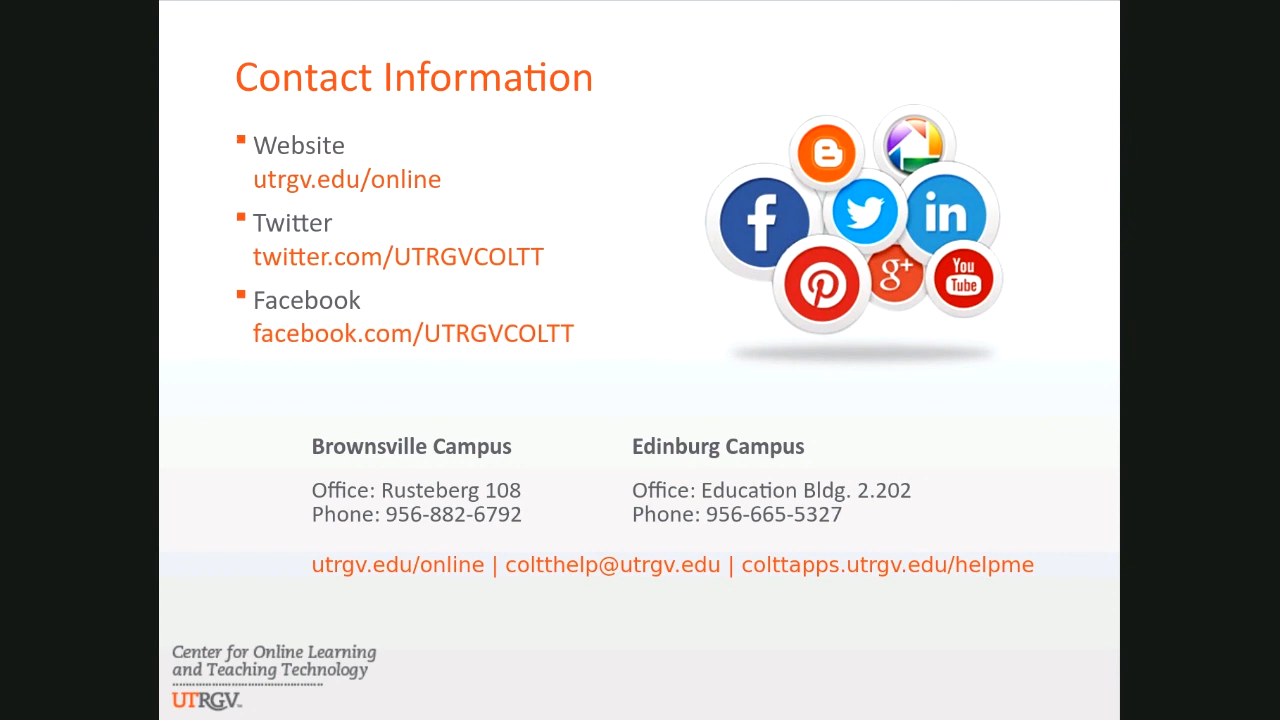 Contact Information
Website
utrgv.edu/online
Twitter
twitter.com/UTRGVCOLTT
Facebook
facebook.com/UTRGVCOLTT
f
in
g+
You
Tube
Brownsville Campus
Office: Rusteberg 108
Phone: 956-882-6792
Edinburg Campus
Office: Education Bldg. 2.202
Phone: 956-665-5327
utrgv.edu/online | coltthelp@utrgv.edu | colttapps.utrgv.edu/helpme
Center for Online Learning
and Teaching Technology
UTRGV™